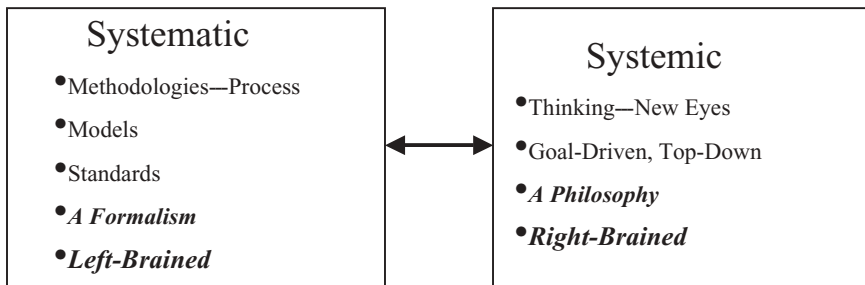 Systematic
•Methodologies—Process
•Models
•Standards
•A Formalism
•Left-Brained
Systemic
•Thinking—New Eyes
•Goal-Driven, Top-Down
•A Philosophy
•Right-Brained